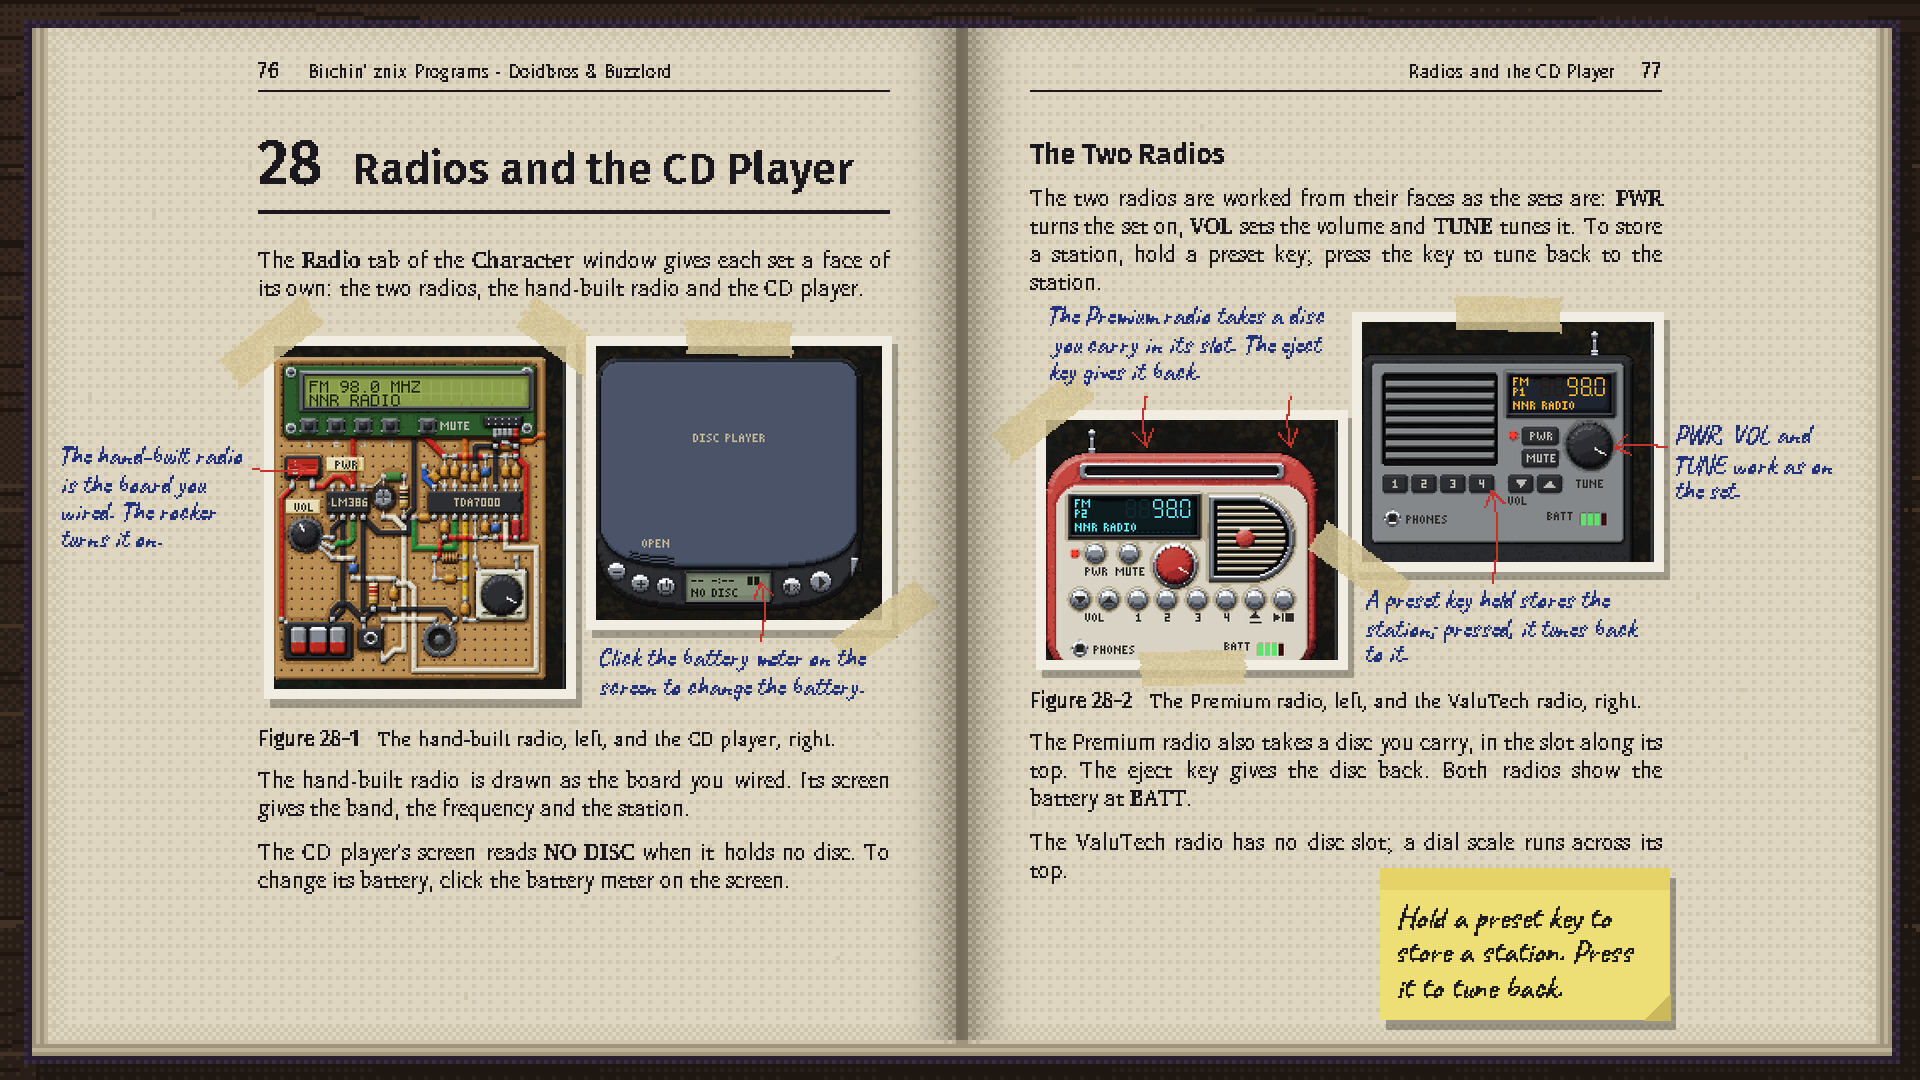 76 Birchin' znix Programs - Doidbros & Buzzlord
28 Radios and the CD Player
The Radio tab of the Character window gives each set a face of
its own: the two radios, the hand-built radio and the CD player.
FM 98.0 MHZ
NNR RADIO
MUTE
PWR
LM386
TDA7000
VOL
The hand-built radio
is the board you
wired. The rocker
turns it on.
DISC PLAYER
OPEN
-- --:--
NO DISC
Click the battery meter on the
screen to change the battery.
Figure 28-1 The hand-built radio, left, and the CD player, right.
The hand-built radio is drawn as the board you wired. Its screen
gives the band, the frequency and the station.
The CD player's screen reads NO DISC when it holds no disc. To
change its battery, click the battery meter on the screen.
Radios and the CD Player 77
The Two Radios
The two radios are worked from their faces as the sets are: PWR
turns the set on, VOL sets the volume and TUNE tunes it. To store
a station, hold a preset key; press the key to tune back to the
station.
The Premium radio takes a disc
you carry in its slot. The eject
key gives it back.
FM
P2
98.0
NNR RADIO
PWR MUTE
VOL 1 2 3 4
PHONES
BATT
FM
P1
98.0
NNR RADIO
PWR
MUTE
1 2 3 4
VOL
TUNE
PHONES
BATT
PWR, VOL and
TUNE work as on
the set.
A preset key held stores the
station; pressed, it tunes back
to it.
Figure 28-2 The Premium radio, left, and the ValuTech radio, right.
The Premium radio also takes a disc you carry, in the slot along its
top. The eject key gives the disc back. Both radios show the
battery at BATT.
The ValuTech radio has no disc slot; a dial scale runs across its
top.
Hold a preset key to
store a station. Press
it to tune back.